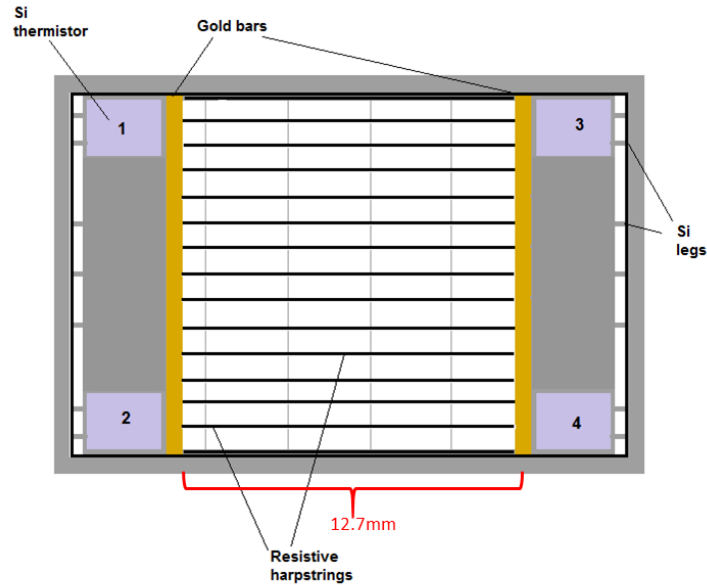 Si
thermistor
Gold bars
1
3
Si
legs
2
4
12.7mm
Resistive
harpstrings